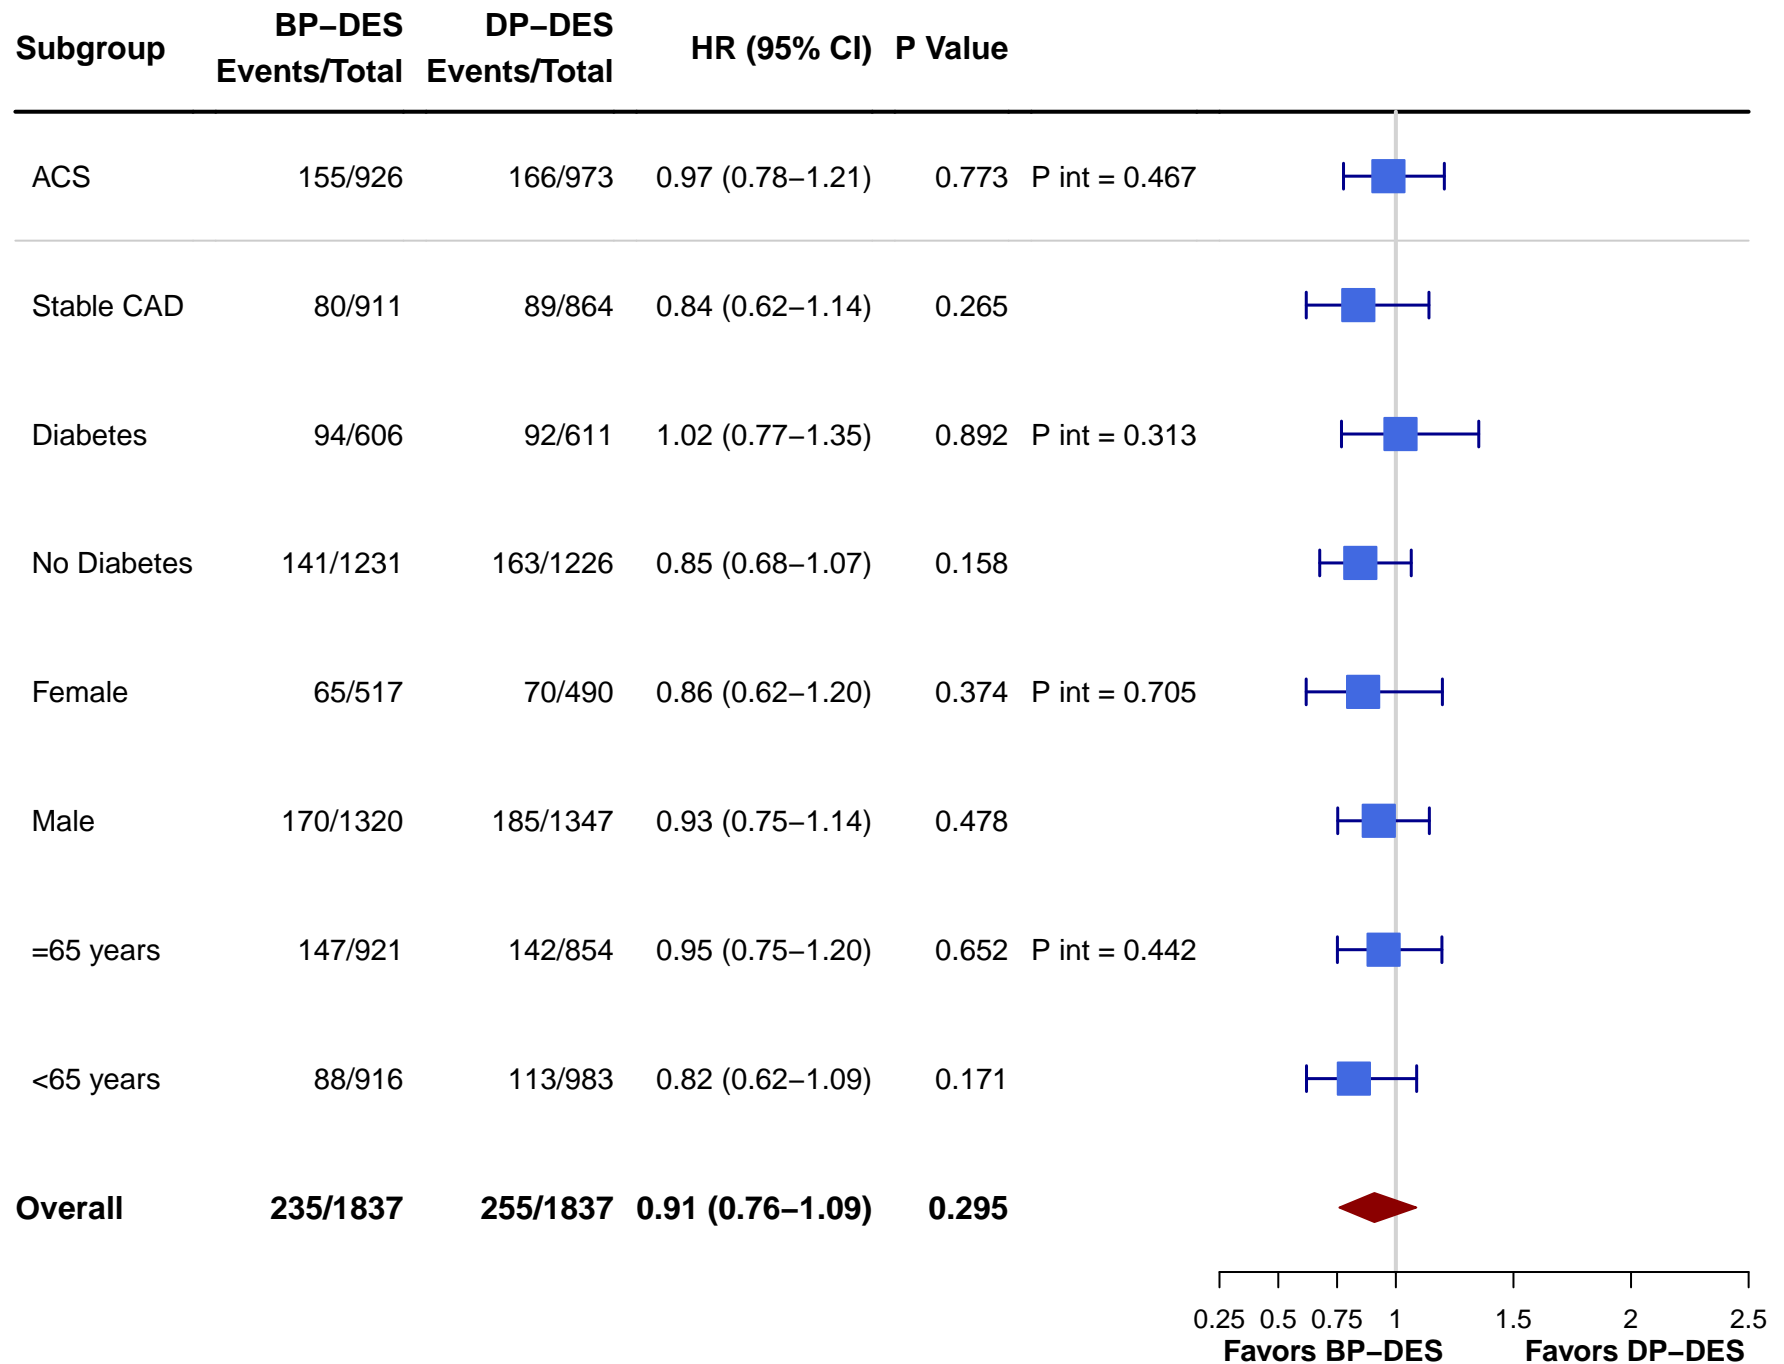 Subgroup BP−DES Events/Total DP−DES Events/Total HR (95% CI) P Value
ACS 155/926 166/973 0.97 (0.78−1.21) 0.773 P int = 0.467
Stable CAD 80/911 89/864 0.84 (0.62−1.14) 0.265
Diabetes 94/606 92/611 1.02 (0.77−1.35) 0.892 P int = 0.313
No Diabetes 141/1231 163/1226 0.85 (0.68−1.07) 0.158
Female 65/517 70/490 0.86 (0.62−1.20) 0.374 P int = 0.705
Male 170/1320 185/1347 0.93 (0.75−1.14) 0.478
=65 years 147/921 142/854 0.95 (0.75−1.20) 0.652 P int = 0.442
<65 years 88/916 113/983 0.82 (0.62−1.09) 0.171
Overall 235/1837 255/1837 0.91 (0.76−1.09) 0.295
0.25 0.5 0.75 1 1.5 2 2.5
Favors BP−DES Favors DP−DES